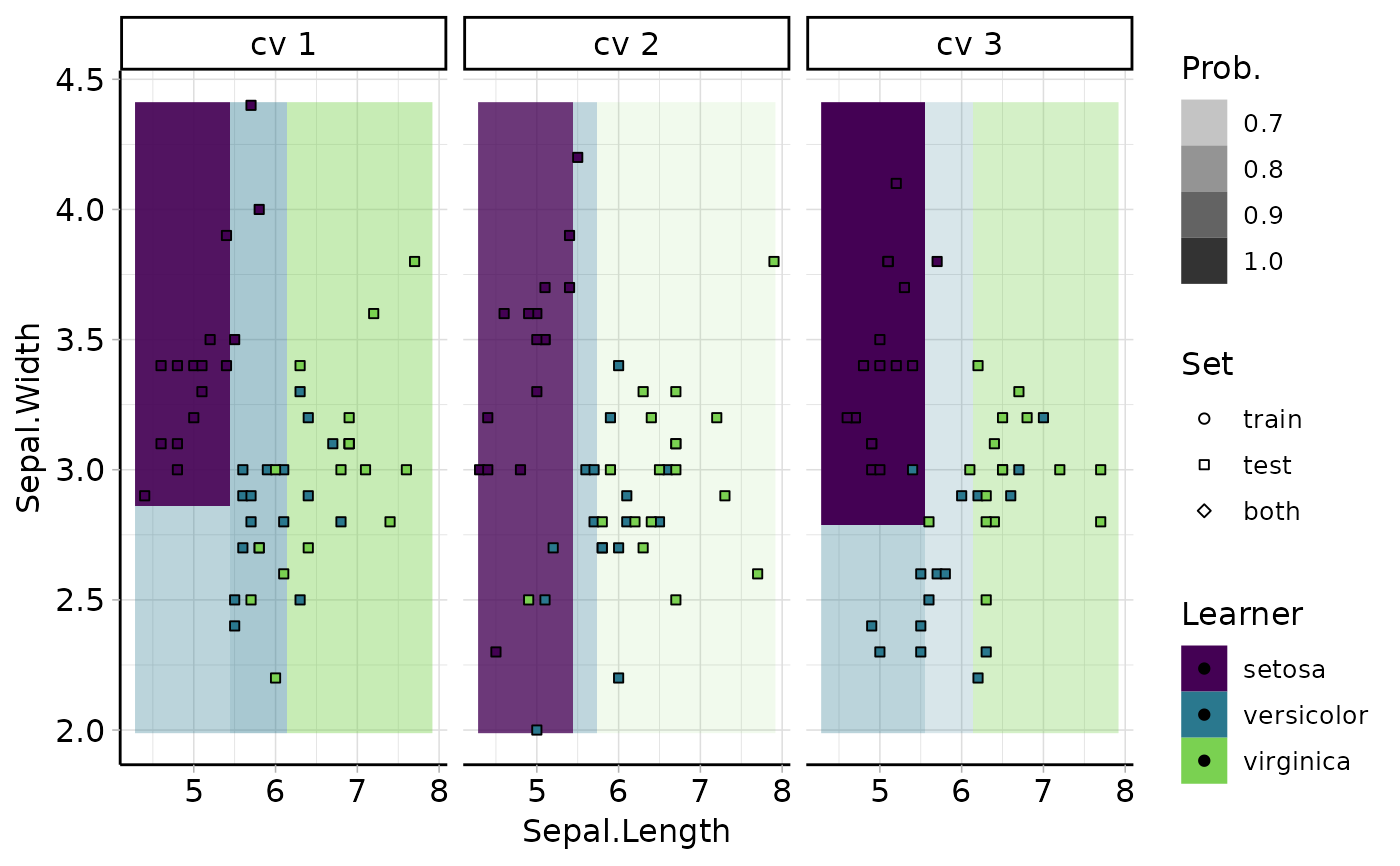 cv 1
cv 2
cv 3
4.5
4.0
3.5
3.0
2.5
2.0
Sepal.Width
5 6 7 8
5 6 7 8
5 6 7 8
Sepal.Length
Prob.
0.7
0.8
0.9
1.0
Set
train
test
both
Learner
setosa
versicolor
virginica